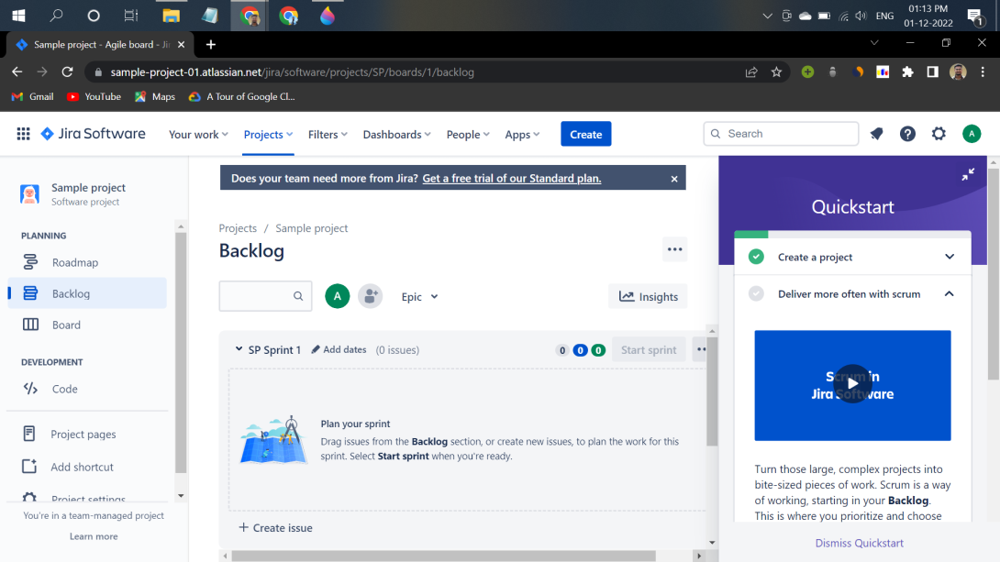 ENG
01:13 PM
01-12-2022
1
Sample project - Agile board - Ji
sample-project-01.atlassian.net/jira/software/projects/SP/boards/1/backlog
Gmail YouTube Maps A Tour of Google Cl...
Jira Software Your work Projects Filters Dashboards People Apps Create Search A
Sample project
Software project
PLANNING
Roadmap
Backlog
Board
DEVELOPMENT
Code
Project pages
Add shortcut
Project settings
You're in a team-managed project
Learn more
Does your team need more from Jira? Get a free trial of our Standard plan.
Projects / Sample project
Backlog
A Epic Insights
SP Sprint 1 Add dates (0 issues) 0 0 0 Start sprint
Plan your sprint
Drag issues from the Backlog section, or create new issues, to plan the work for this
sprint. Select Start sprint when you're ready.
+ Create issue
Quickstart
Create a project
Deliver more often with scrum
Scrum in
Jira Software
Turn those large, complex projects into
bite-sized pieces of work. Scrum is a way
of working, starting in your Backlog.
This is where you prioritize and choose
Dismiss Quickstart